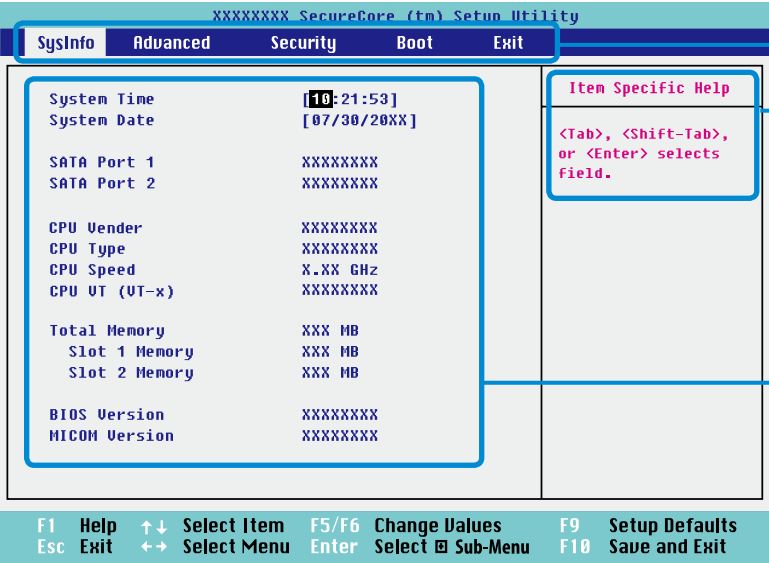 XXXXXXXX SecureCore (tm) Setup Utility
SysInfo Advanced Security Boot Exit
System Time [10:21:53]
System Date [07/30/20XX]
SATA Port 1 XXXXXXXX
SATA Port 2 XXXXXXXX
CPU Vender XXXXXXXX
CPU Type XXXXXXXX
CPU Speed X.XX GHz
CPU VT (VT-x) XXXXXXXX
Total Memory XXX MB
Slot 1 Memory XXX MB
Slot 2 Memory XXX MB
BIOS Version XXXXXXXX
MICOM Version XXXXXXXX
Item Specific Help
<Tab>, <Shift-Tab>,
or <Enter> selects
field.
F1 Help ↑↓ Select Item F5/F6 Change Values F9 Setup Defaults
Esc Exit ←→ Select Menu Enter Select Sub-Menu F10 Save and Exit